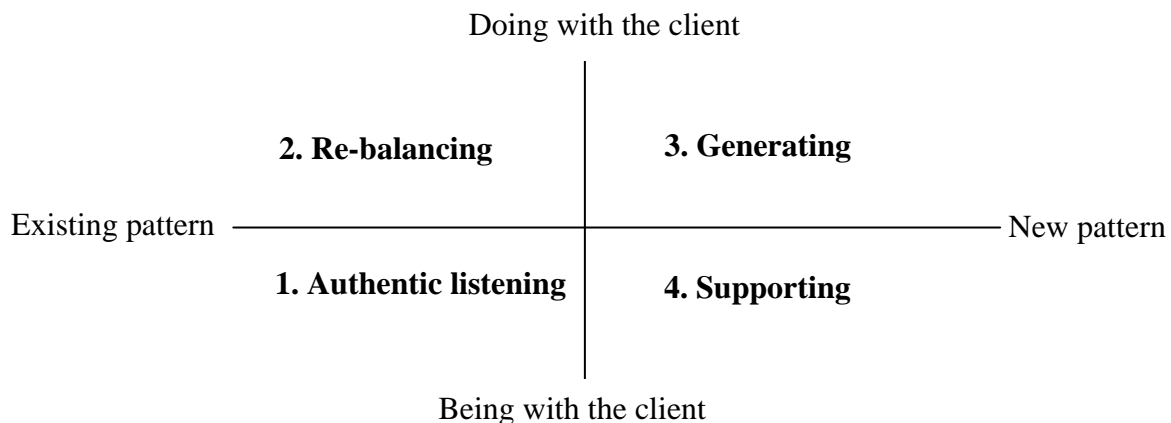 Doing with the client
2. Re-balancing
3. Generating
Existing pattern
New pattern
1. Authentic listening
4. Supporting
Being with the client